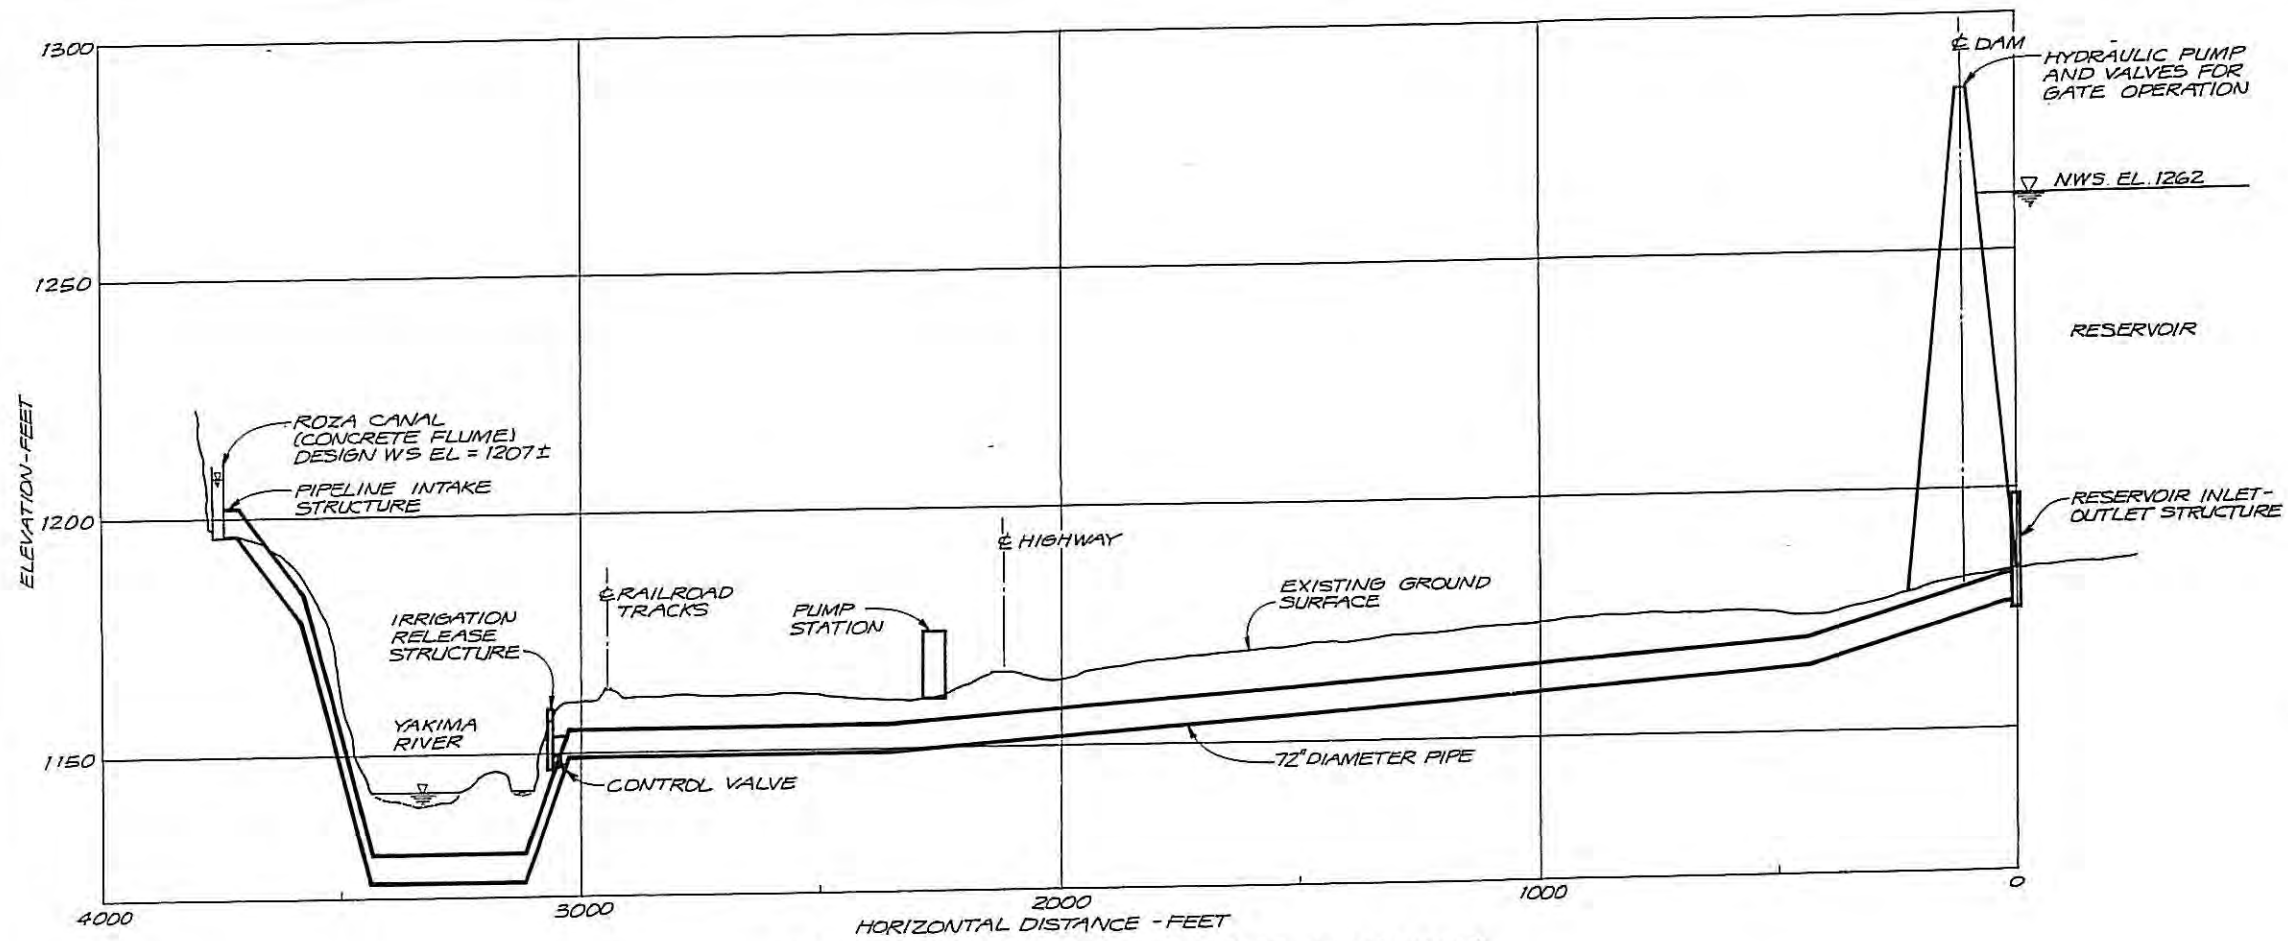 1300
1250
1200
1150
ELEVATION-FEET
℄ DAM
HYDRAULIC PUMP
AND VALVES FOR
GATE OPERATION
NWS. EL. 1262
RESERVOIR
ROZA CANAL
(CONCRETE FLUME)
DESIGN WS EL = 1207±
PIPELINE INTAKE
STRUCTURE
RESERVOIR INLET-
OUTLET STRUCTURE
℄ HIGHWAY
℄ RAILROAD
TRACKS
EXISTING GROUND
SURFACE
PUMP
STATION
IRRIGATION
RELEASE
STRUCTURE
YAKIMA
RIVER
CONTROL VALVE
72" DIAMETER PIPE
4000
3000
2000
1000
0
HORIZONTAL DISTANCE - FEET